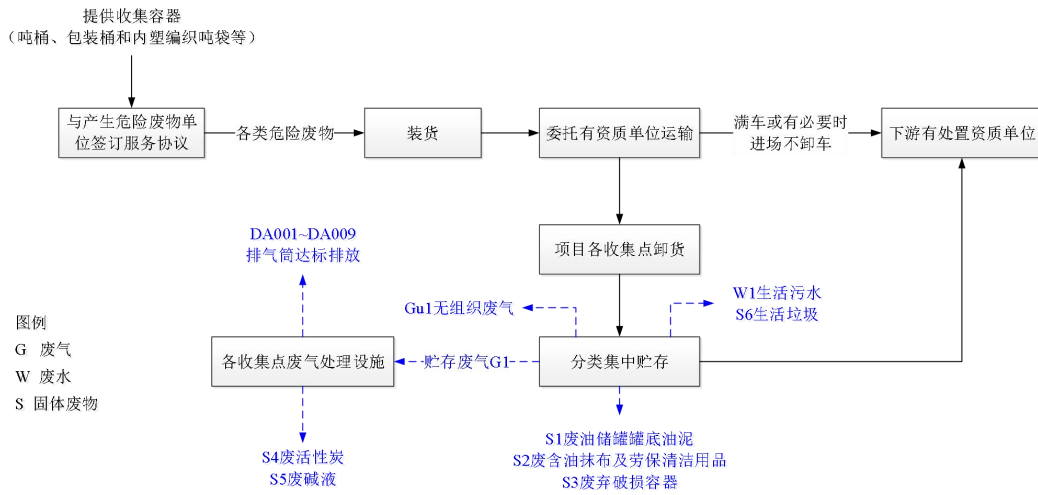 提供收集容器
（吨桶、包装桶和内塑编织吨袋等）
与产生危险废物单
位签订服务协议
各类危险废物
装货
委托有资质单位运输
满车或有必要时
进场不卸车
下游有处置资质单位
项目各收集点卸货
DA001~DA009
排气筒达标排放
Gu1无组织废气
W1生活污水
S6生活垃圾
各收集点废气处理设施
贮存废气G1
分类集中贮存
图例
G 废气
W 废水
S 固体废物
S1废油储罐罐底油泥
S2废含油抹布及劳保清洁用品
S3废弃破损容器
S4废活性炭
S5废碱液